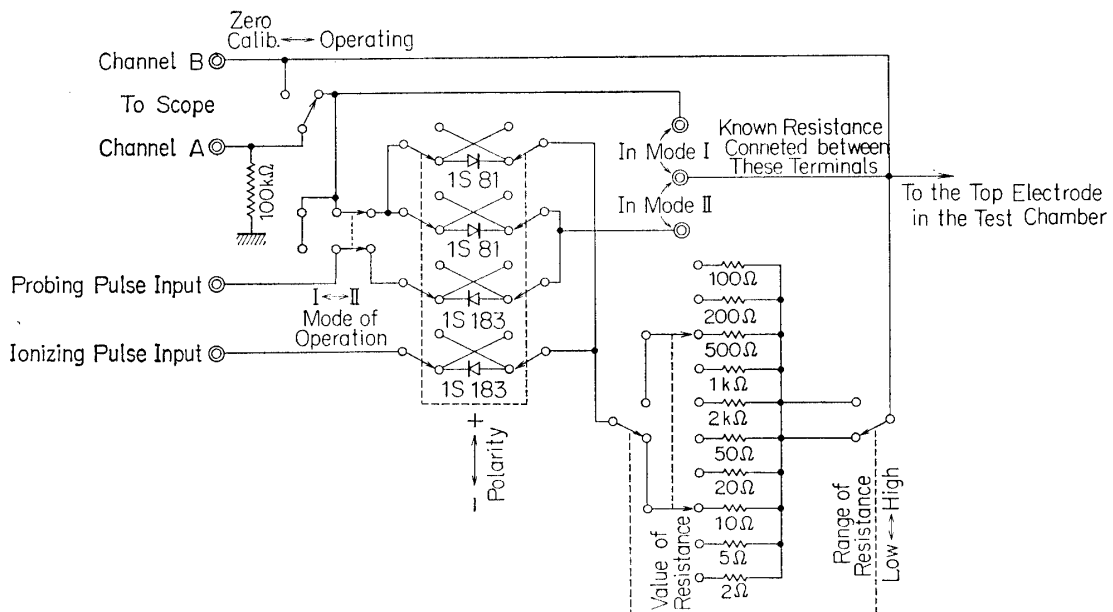 Zero
Calib. ↔ Operating
Channel B
To Scope
Channel A
100kΩ
1S 81
1S 81
Probing Pulse Input
I ↔ II
Mode of
Operation
1S 183
Ionizing Pulse Input
1S 183
+
-
Polarity
In Mode I
In Mode II
Known Resistance
Conneted between
These Terminals
To the Top Electrode
in the Test Chamber
100Ω
200Ω
500Ω
1kΩ
2kΩ
50Ω
20Ω
10Ω
5Ω
2Ω
Value of
Resistance
Range of
Resistance
Low ↔ High